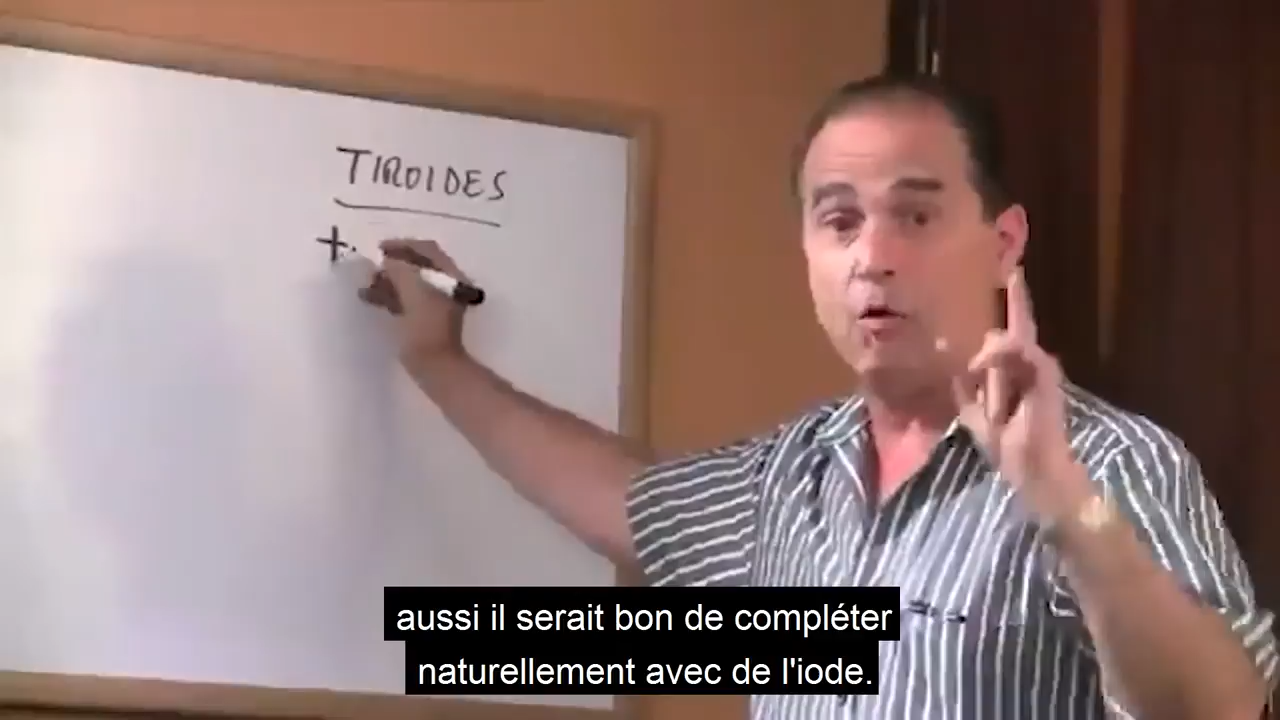 TIROIDES
+
aussi il serait bon de compléter
naturellement avec de l'iode.